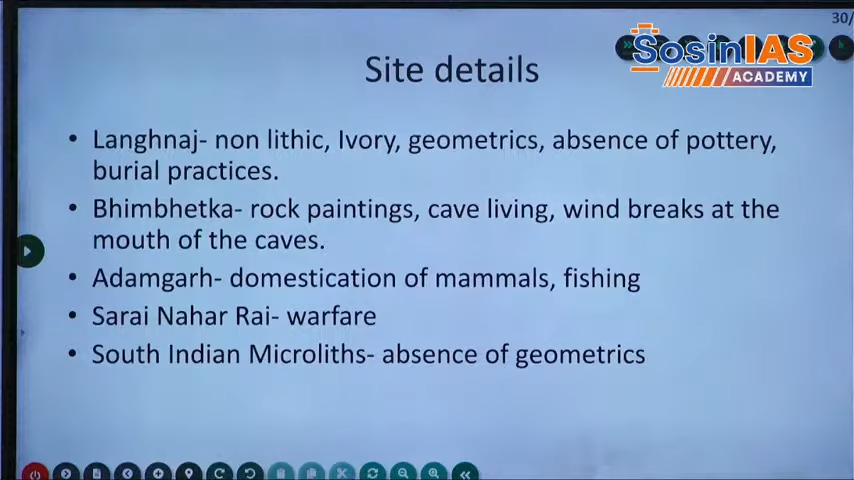 30/
SosinIAS
ACADEMY
Site details
• Langhnaj- non lithic, Ivory, geometrics, absence of pottery,
burial practices.
• Bhimbhetka- rock paintings, cave living, wind breaks at the
mouth of the caves.
• Adamgarh- domestication of mammals, fishing
• Sarai Nahar Rai- warfare
• South Indian Microliths- absence of geometrics